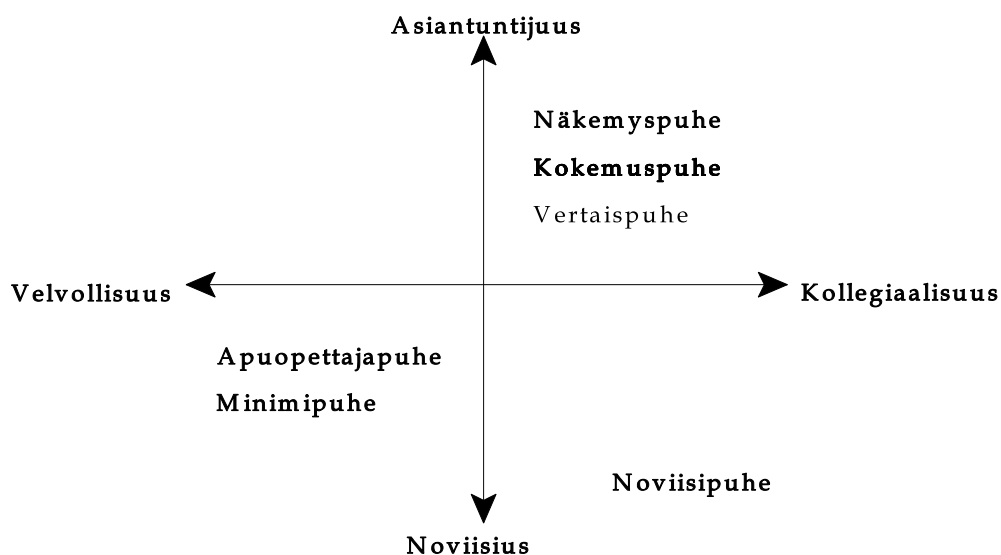 Asiantuntijuus
Näkemyspuhe
Kokemuspuhe
Vertaispuhe
Velvollisuus
Kollegiaalisuus
Apuopettajapuhe
Minimipuhe
Noviisipuhe
Noviisius